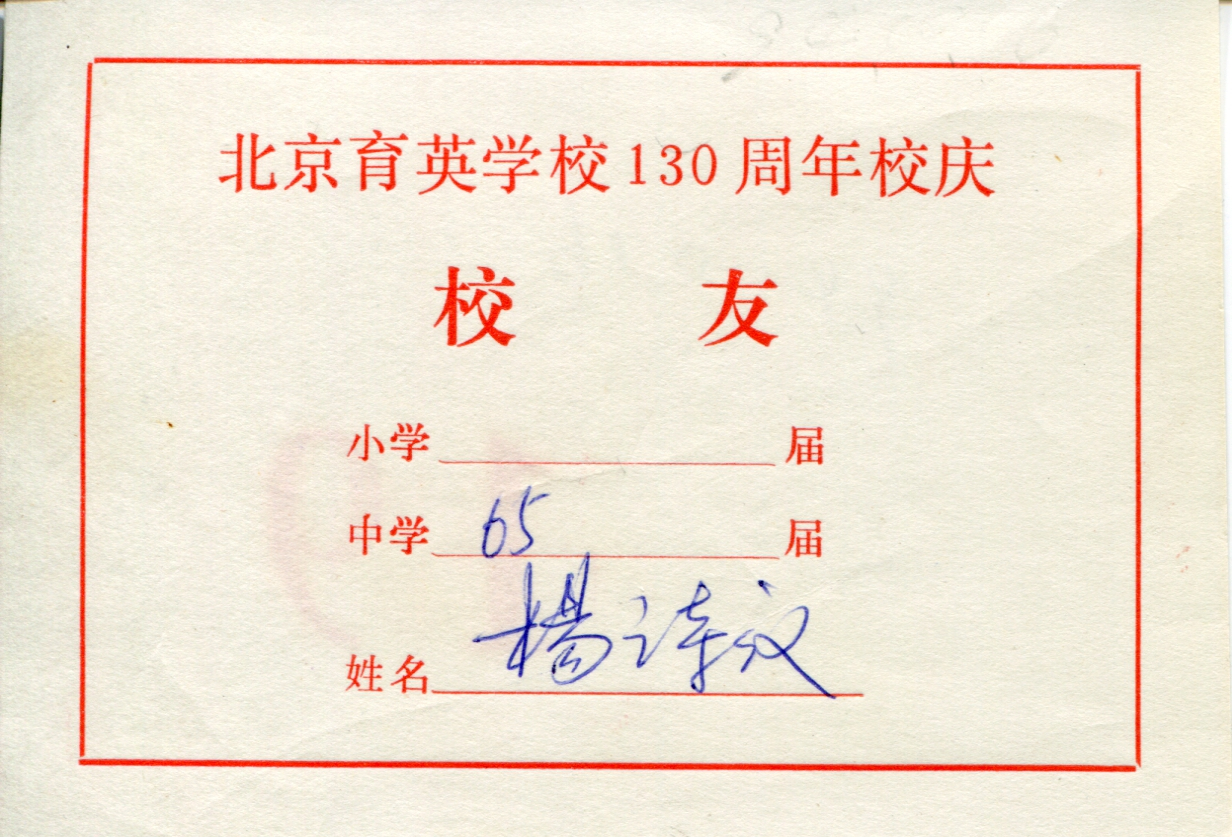 北京育英学校130周年校庆
校 友
小学 届
中学 65 届
姓名 楊